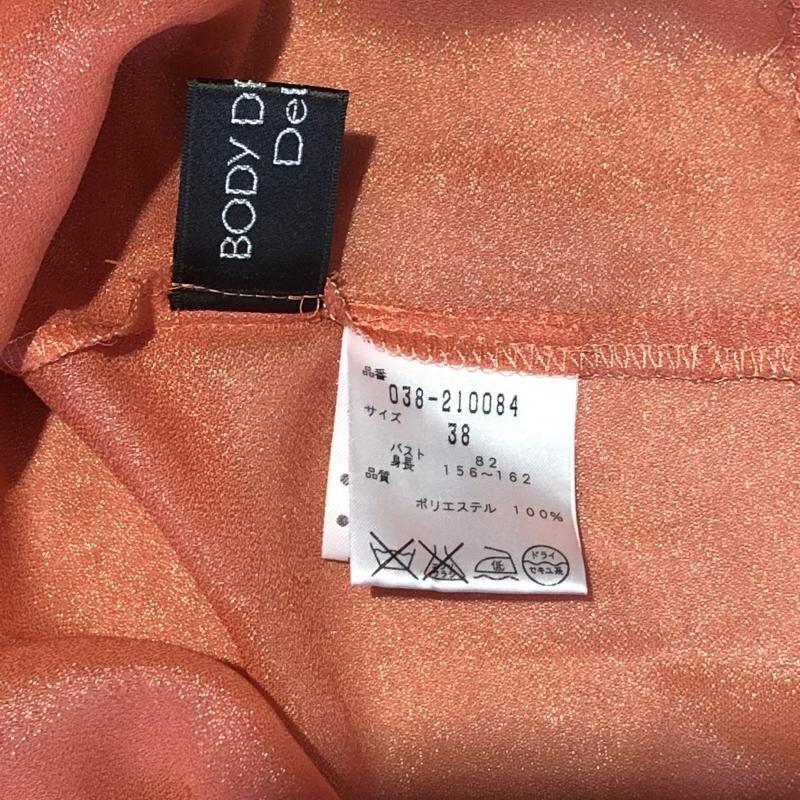 BODY DR
Del
品番
038-210084
サイズ
38
バスト 82
身長 156~162
品質
ポリエステル 100%
低
ドライ
セキユ系